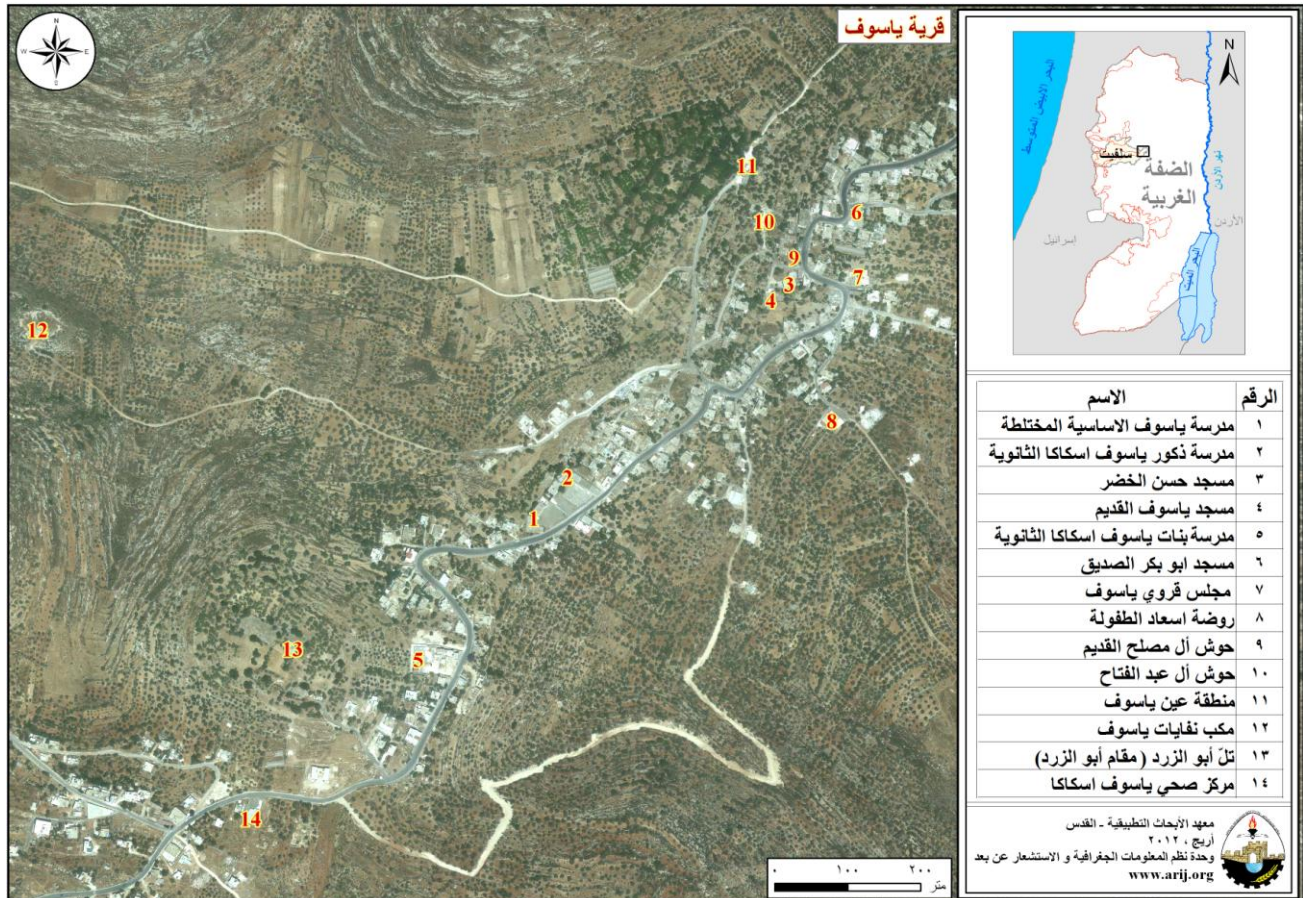 قرية ياسوف
N
E
S
W
11
6
10
9
3
7
4
12
8
2
1
13
5
14
٠ ١٠٠ ٢٠٠
متر
N
البحر الابيض المتوسط
نهر الاردن
سلفيت
الضفة
الغربية
الأردن
إسرائيل
البحر الميت
الرقم الاسم
١ مدرسة ياسوف الاساسية المختلطة
٢ مدرسة ذكور ياسوف اسكاكا الثانوية
٣ مسجد حسن الخضر
٤ مسجد ياسوف القديم
٥ مدرسة بنات ياسوف اسكاكا الثانوية
٦ مسجد ابو بكر الصديق
٧ مجلس قروي ياسوف
٨ روضة اسعاد الطفولة
٩ حوش أل مصلح القديم
١٠ حوش أل عبد الفتاح
١١ منطقة عين ياسوف
١٢ مكب نفايات ياسوف
١٣ تلّ أبو الزرد ( مقام أبو الزرد)
١٤ مركز صحي ياسوف اسكاكا
معهد الأبحاث التطبيقية - القدس
أريج ، ٢٠١٢
وحدة نظم المعلومات الجغرافية و الاستشعار عن بعد
www.arij.org